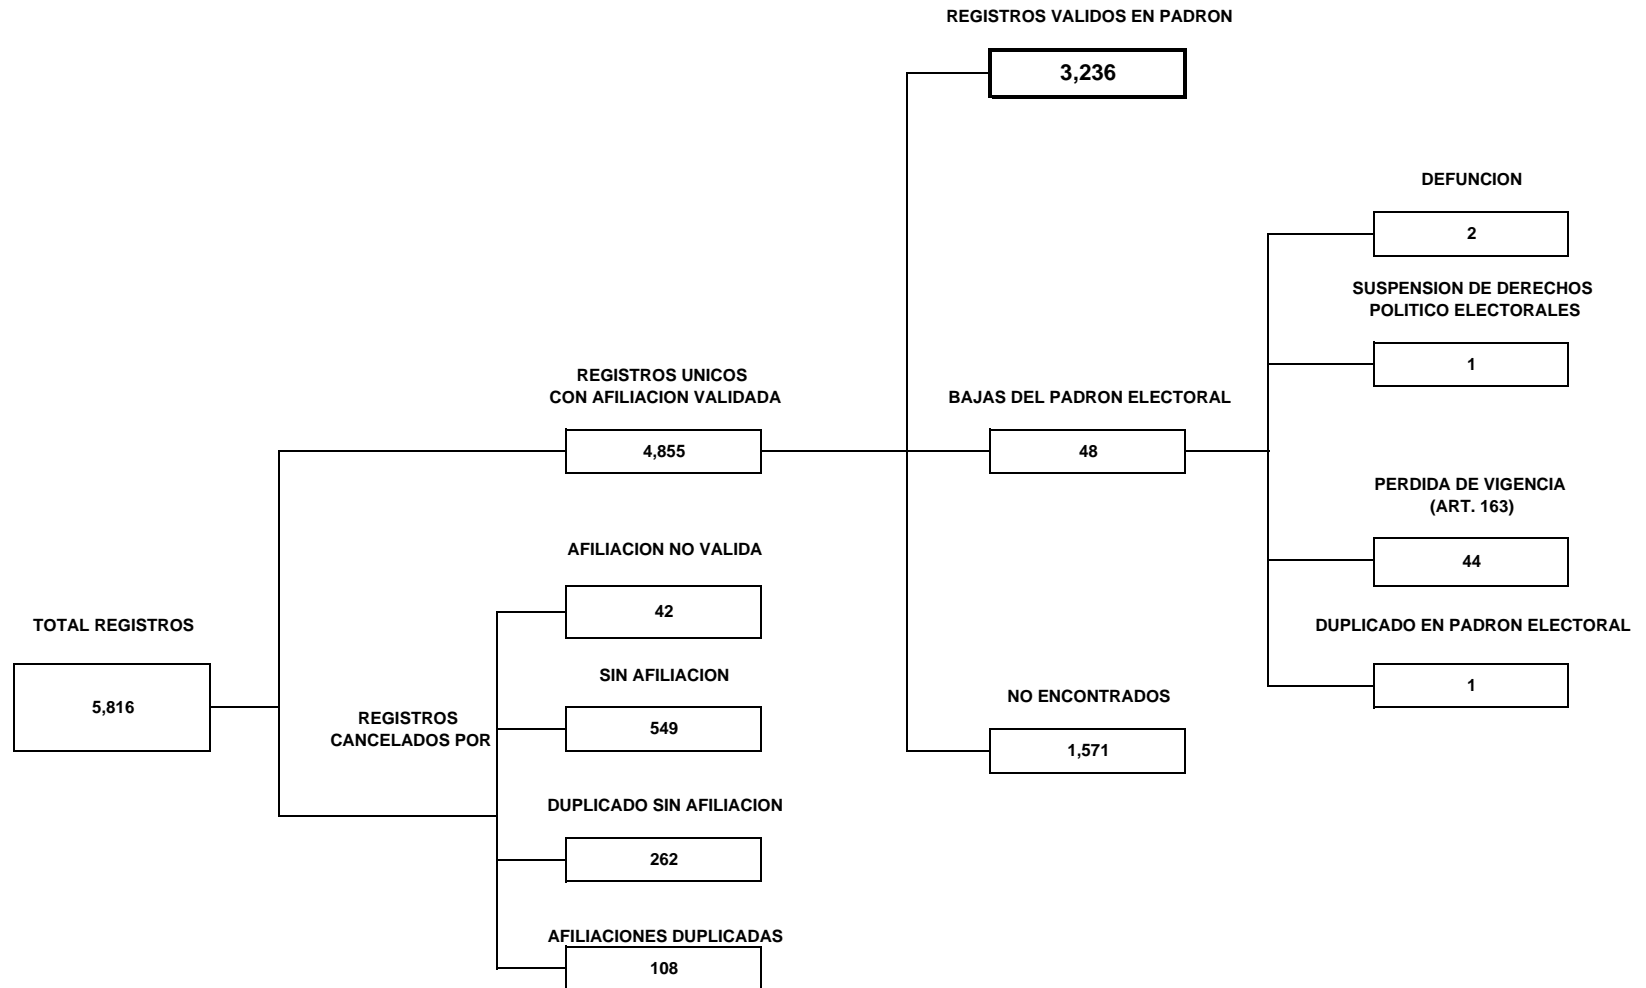 REGISTROS VALIDOS EN PADRON
3,236
DEFUNCION
2
SUSPENSION DE DERECHOS
POLITICO ELECTORALES
1
REGISTROS UNICOS
CON AFILIACION VALIDADA
4,855
BAJAS DEL PADRON ELECTORAL
48
PERDIDA DE VIGENCIA
(ART. 163)
44
AFILIACION NO VALIDA
42
TOTAL REGISTROS
5,816
DUPLICADO EN PADRON ELECTORAL
1
SIN AFILIACION
549
REGISTROS
CANCELADOS POR
NO ENCONTRADOS
1,571
DUPLICADO SIN AFILIACION
262
AFILIACIONES DUPLICADAS
108